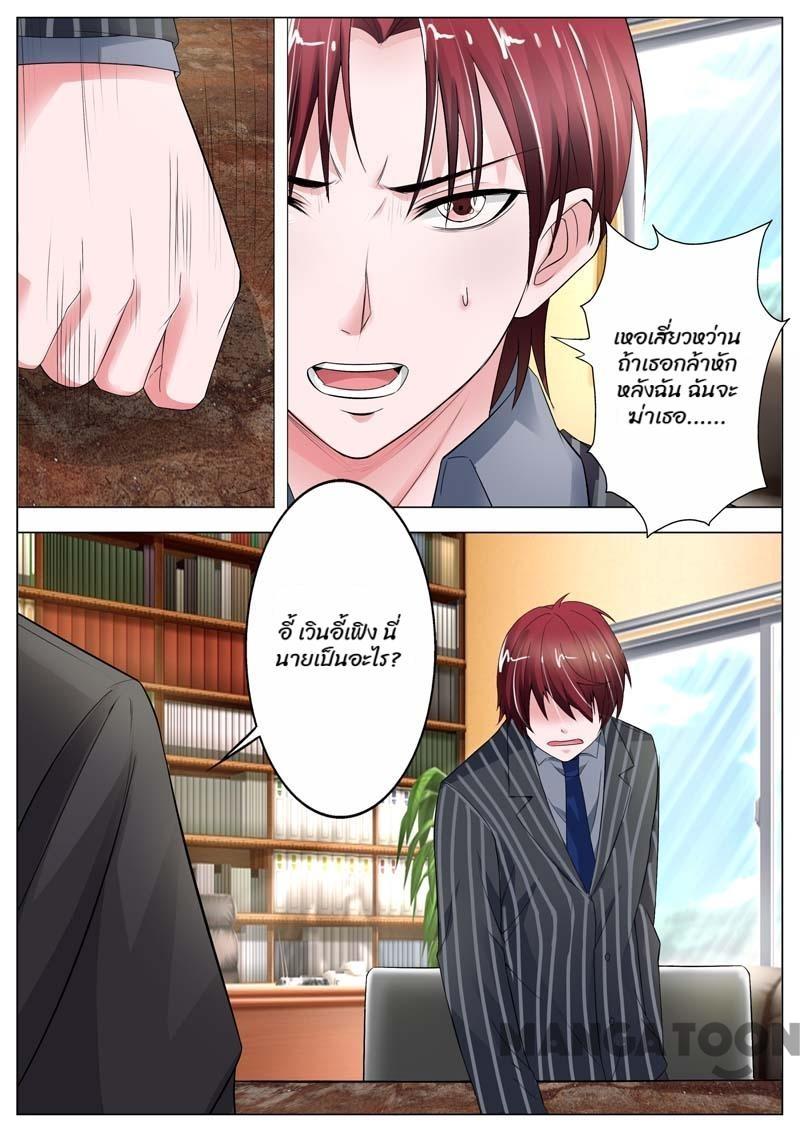 เหอเสี่ยวหว่าน
ถ้าเธอกล้าหัก
หลังฉัน ฉันจะ
ฆ่าเธอ......
อี้ เวินอี้เฟิง นี่
นายเป็นอะไร?
MANGATOON